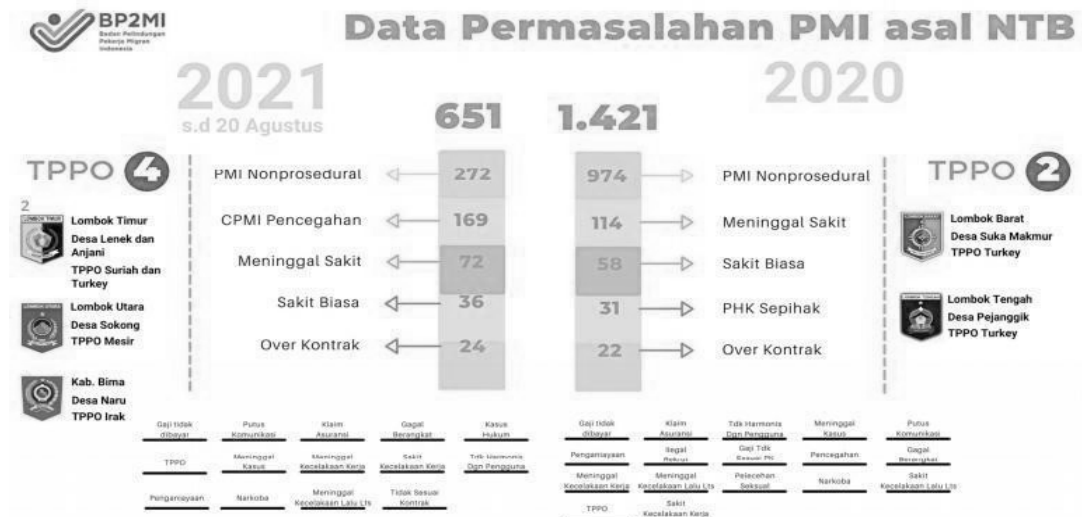 BP2MI
Badan Pelindungan
Pekerja Migran
Indonesia
Data Permasalahan PMI asal NTB
2021
s.d 20 Agustus
651
1.421
2020
TPPO 4
2
Lombok Timur
Desa Lenek dan
Anjani
TPPO Suriah dan
Turkey
Lombok Utara
Desa Sokong
TPPO Mesir
Kab. Bima
Desa Naru
TPPO Irak
PMI Nonprosedural 272
CPMI Pencegahan 169
Meninggal Sakit 72
Sakit Biasa 36
Over Kontrak 24
974 PMI Nonprosedural
114 Meninggal Sakit
58 Sakit Biasa
31 PHK Sepihak
22 Over Kontrak
TPPO 2
Lombok Barat
Desa Suka Makmur
TPPO Turkey
Lombok Tengah
Desa Pejanggik
TPPO Turkey
Gaji tidak
dibayar
Putus
Komunikasi
Klaim
Asuransi
Gagal
Berangkat
Kasus
Hukum
TPPO
Meninggal
Kasus
Meninggal
Kecelakaan Kerja
Sakit
Kecelakaan Kerja
Tdk Harmonis
Dgn Pengguna
Penganiayaan
Narkoba
Meninggal
Kecelakaan Lalu Lts
Tidak Sesuai
Kontrak
Gaji tidak
dibayar
Klaim
Asuransi
Tdk Harmonis
Dgn Pengguna
Meninggal
Kasus
Putus
Komunikasi
Penganiayaan
Ilegal
Rekrut
Gaji Tdk
Sesuai PK
Pencegahan
Gagal
Berangkat
Meninggal
Kecelakaan Kerja
Meninggal
Kecelakaan Lalu Lts
Pelecehan
Seksual
Narkoba
Sakit
Kecelakaan Lalu Lts
TPPO
Sakit
Kecelakaan Kerja